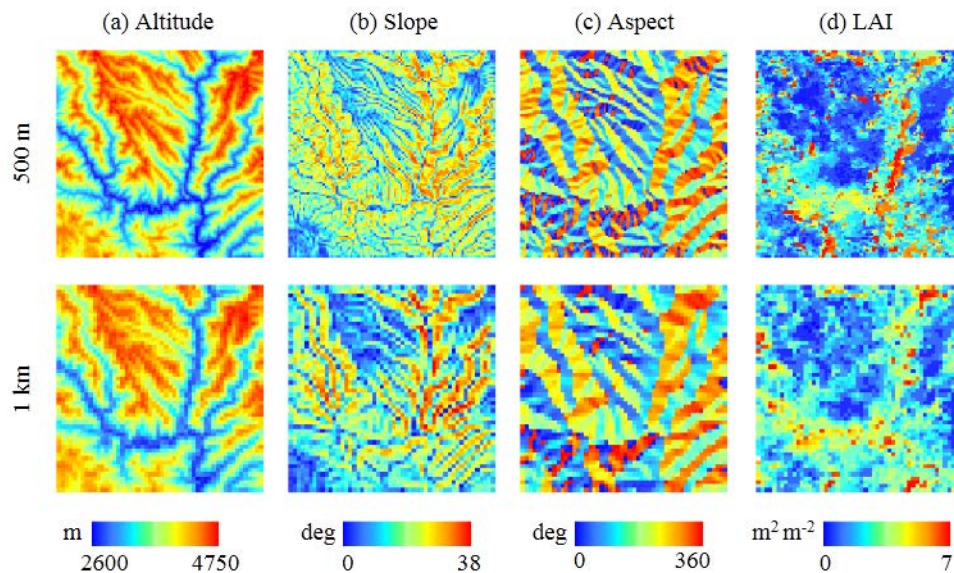 (a) Altitude
(b) Slope
(c) Aspect
(d) LAI
500 m
1 km
m
2600
4750
deg
0
38
deg
0
360
m² m⁻²
0
7